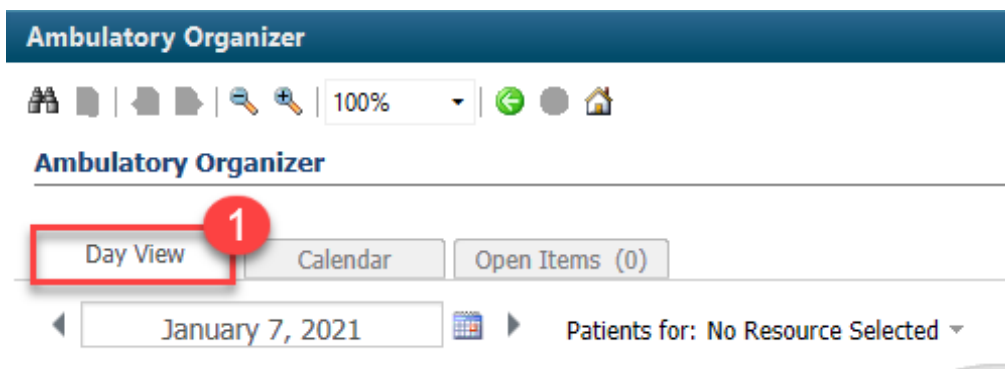 Ambulatory Organizer
100%
Ambulatory Organizer
1
Day View Calendar Open Items (0)
January 7, 2021 Patients for: No Resource Selected